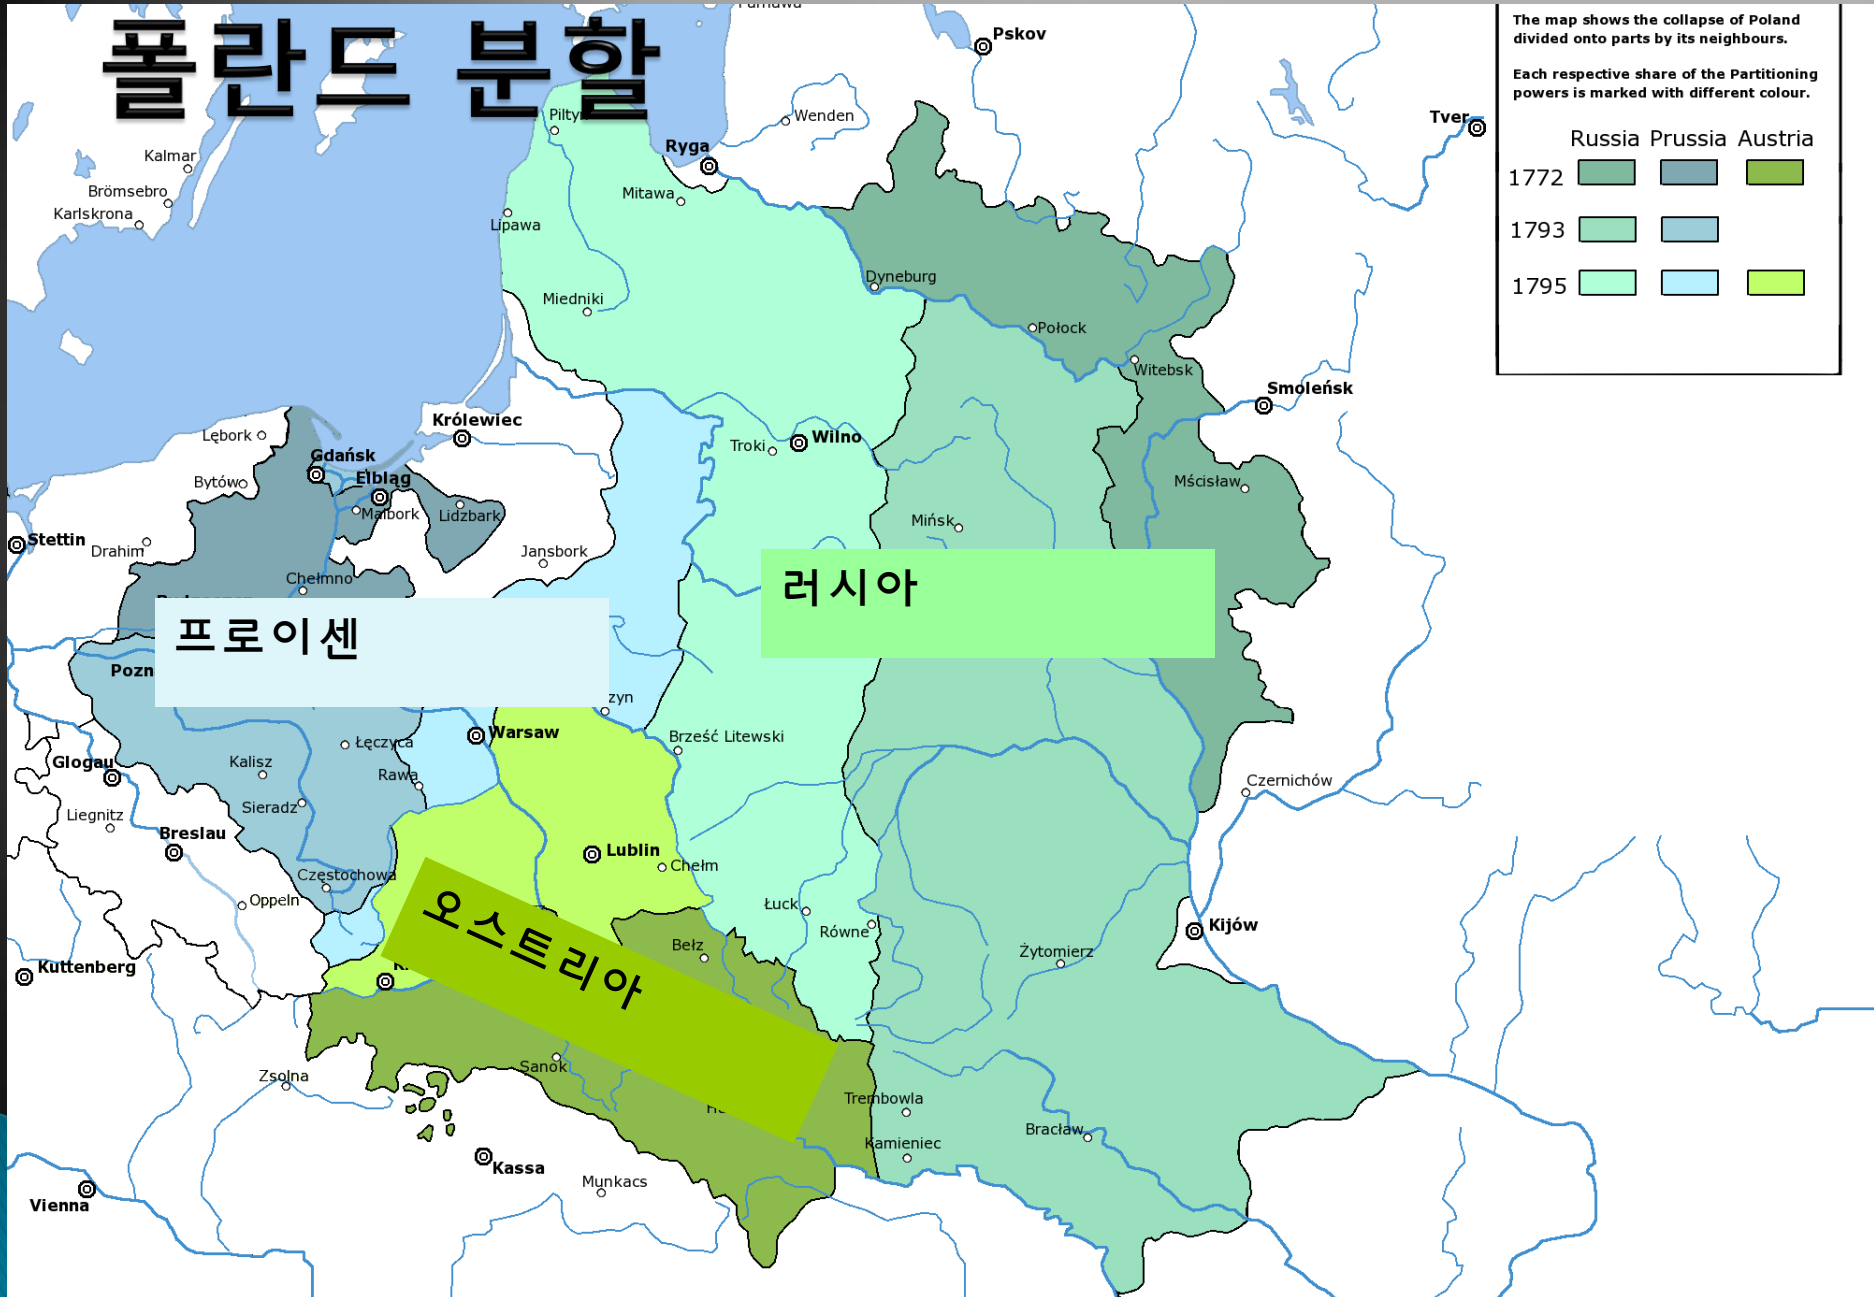 폴란드 분할
The map shows the collapse of Poland
divided onto parts by its neighbours.
Each respective share of the Partitioning
powers is marked with different colour.
Russia Prussia Austria
1772
1793
1795
Pskov
Wenden
Tver
Kalmar
Ryga
Brömsebro
Mitawa
Karlskrona
Lipawa
Dyneburg
Miedniki
Połock
Witebsk
Smoleńsk
Królewiec
Lębork
Wilno
Troki
Gdańsk
Bytów
Elbląg
Mścisław
Malbork
Lidzbark
Mińsk
Stettin
Drahim
Jansbork
Chełmno
러시아
프로이센
Warsaw
Brześć Litewski
Łęczyca
Glogau
Kalisz
Rawa
Czernichów
Sieradz
Liegnitz
Breslau
Lublin
Chełm
Częstochowa
Oppeln
Łuck
오스트리아
Równe
Kijów
Bełz
Żytomierz
Kuttenberg
Sanok
Zsolna
Trembowla
Bracław
Kamieniec
Kassa
Munkacs
Vienna